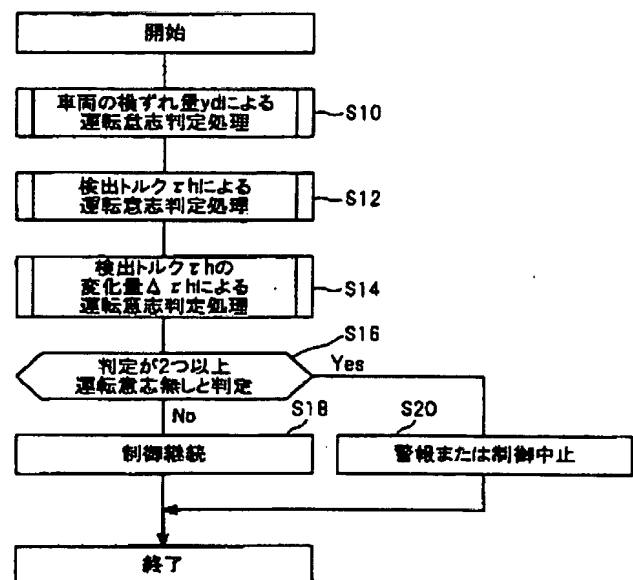 開始
車両の横ずれ量ydlによる
運転意志判定処理
S10
検出トルクτhによる
運転意志判定処理
S12
検出トルクτhの
変化量Δτhによる
運転意志判定処理
S14
S16
判定が2つ以上
運転意志無しと判定
Yes
No
S18
制御継続
S20
警報または制御中止
終了